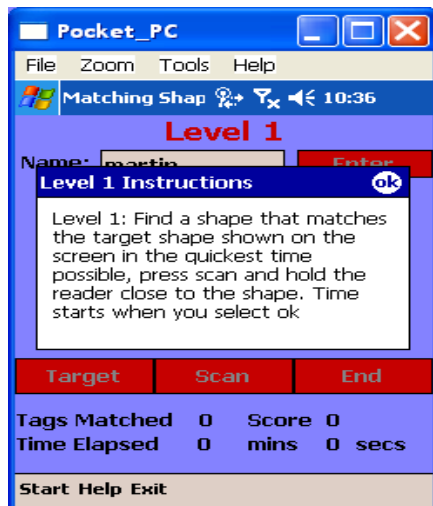 Pocket_PC
File Zoom Tools Help
Matching Shap 10:36
Level 1
Name: martin Enter
Level 1 Instructions ok
Level 1: Find a shape that matches
the target shape shown on the
screen in the quickest time
possible, press scan and hold the
reader close to the shape. Time
starts when you select ok
Target Scan End
Tags Matched 0 Score 0
Time Elapsed 0 mins 0 secs
Start Help Exit